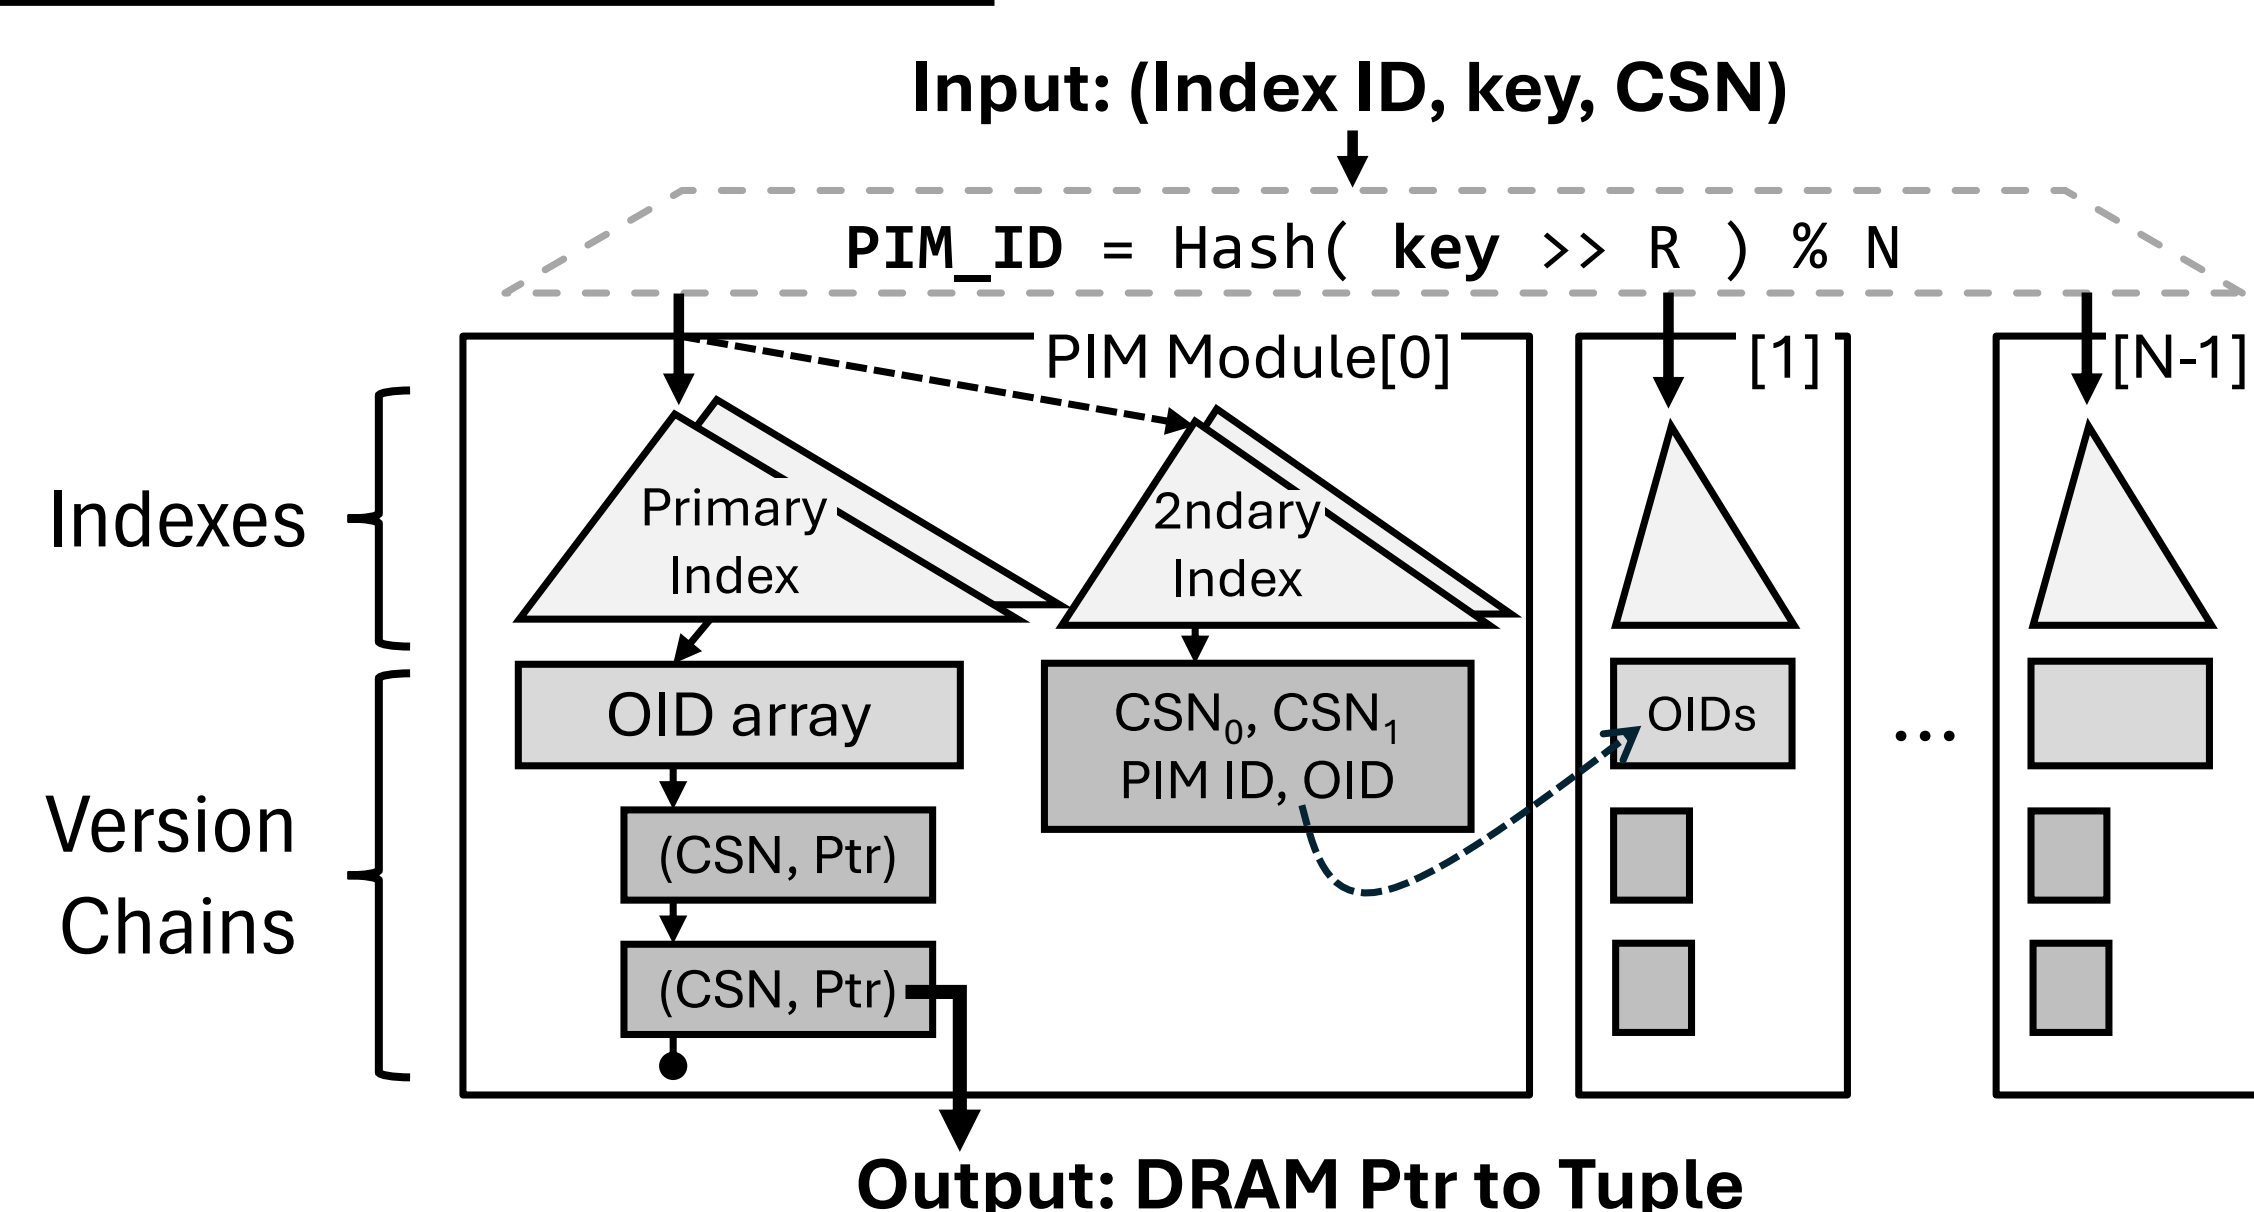 Input: (Index ID, key, CSN)
PIM_ID = Hash( key >> R ) % N
PIM Module[0]
[1]
[N-1]
Indexes
Primary
Index
2ndary
Index
Version
Chains
OID array
CSN₀, CSN₁
PIM ID, OID
OIDs
...
(CSN, Ptr)
(CSN, Ptr)
Output: DRAM Ptr to Tuple